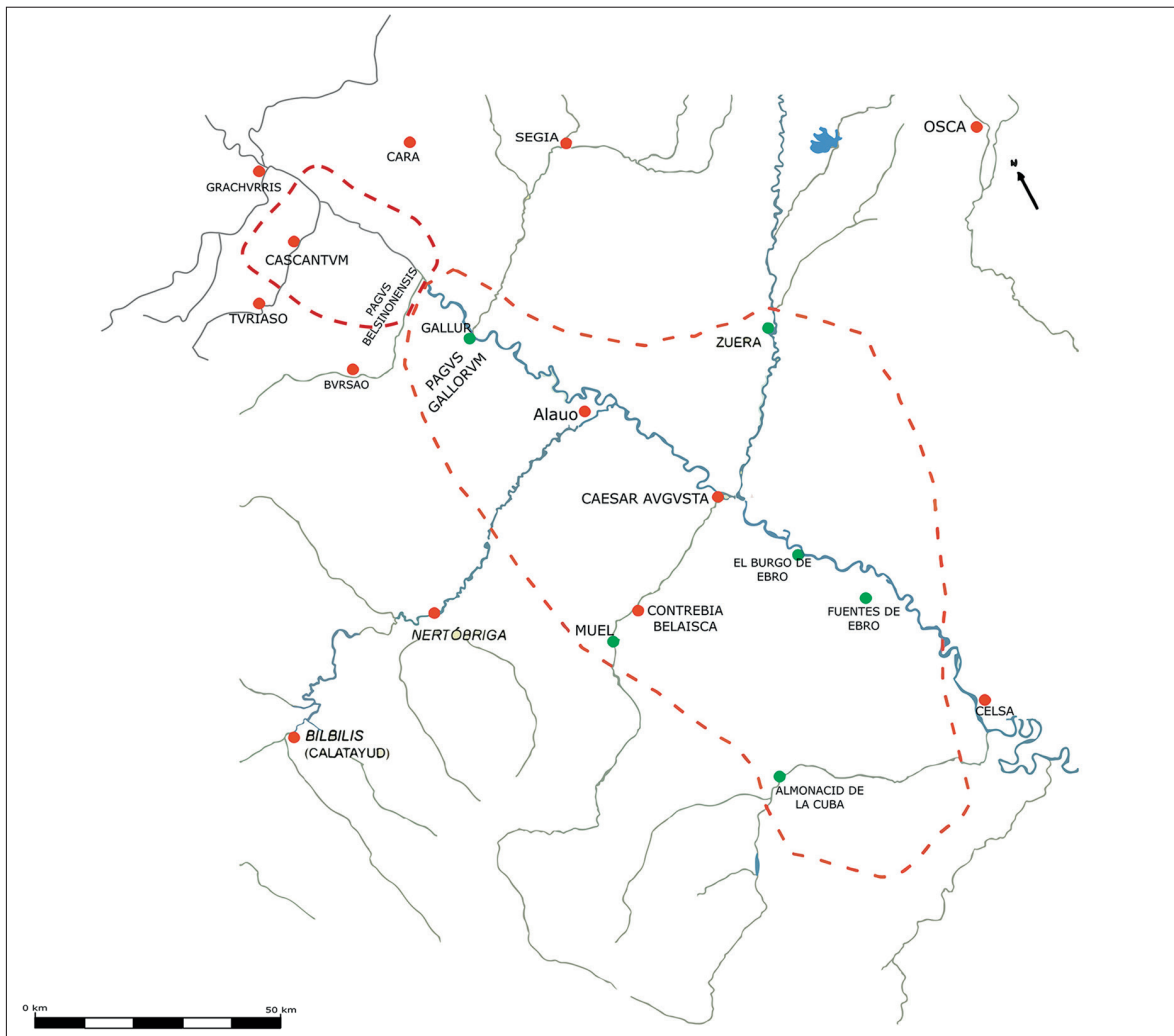 OSCA
SEGIA
CARA
N
GRACHVRRIS
CASCANTVM
PAGVS
BELSINONENSIS
TVRIASO
GALLUR
ZUERA
PAGVS
GALLORVM
BVRSAO
Alauo
CAESAR AVGVSTA
EL BURGO DE
EBRO
CONTREBIA
BELAISCA
FUENTES DE
EBRO
NERTÓBRIGA
MUEL
CELSA
BILBILIS
(CALATAYUD)
ALMONACID DE
LA CUBA
0 km
50 km